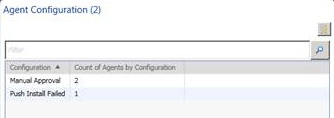 Agent Configuration (2)
Filter
Configuration Count of Agents by Configuration
Manual Approval 2
Push Install Failed 1